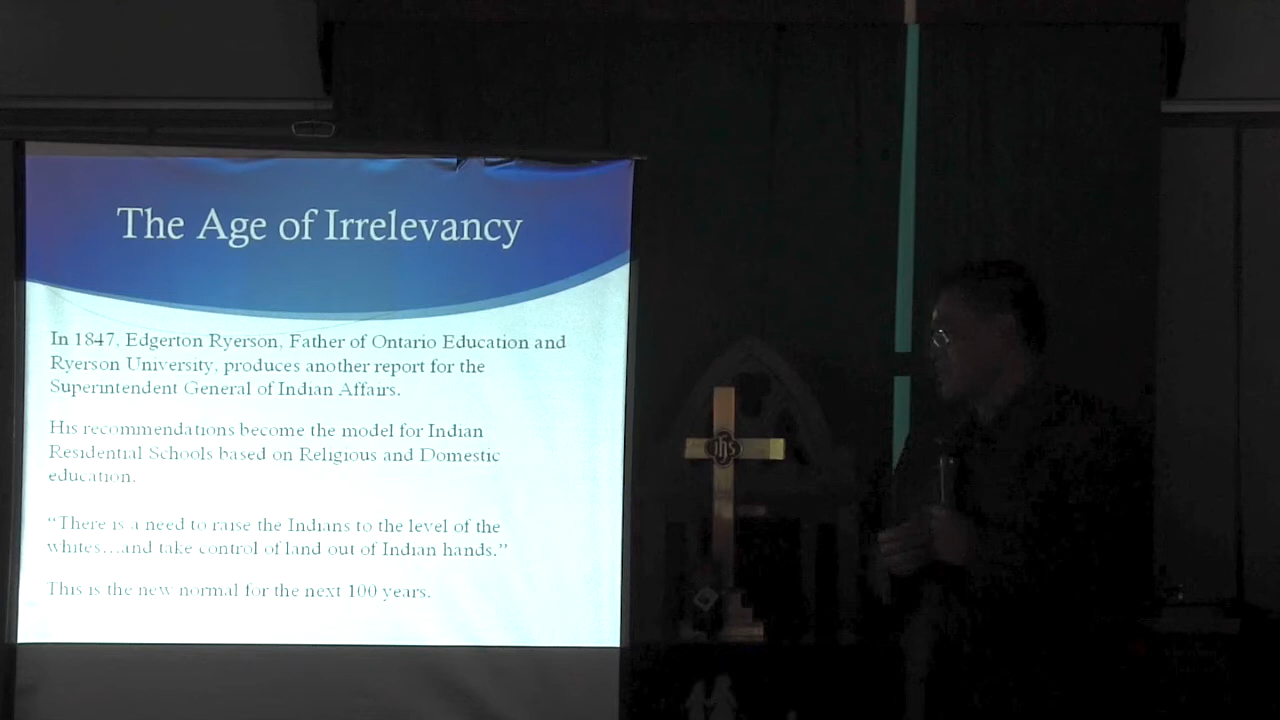 The Age of Irrelevancy
In 1847, Edgerton Ryerson, Father of Ontario Education and
Ryerson University, produces another report for the
Superintendent General of Indian Affairs.
His recommendations become the model for Indian
Residential Schools based on Religious and Domestic
education.
“There is a need to raise the Indians to the level of the
whites...and take control of land out of Indian hands.”
This is the new normal for the next 100 years.
ihs